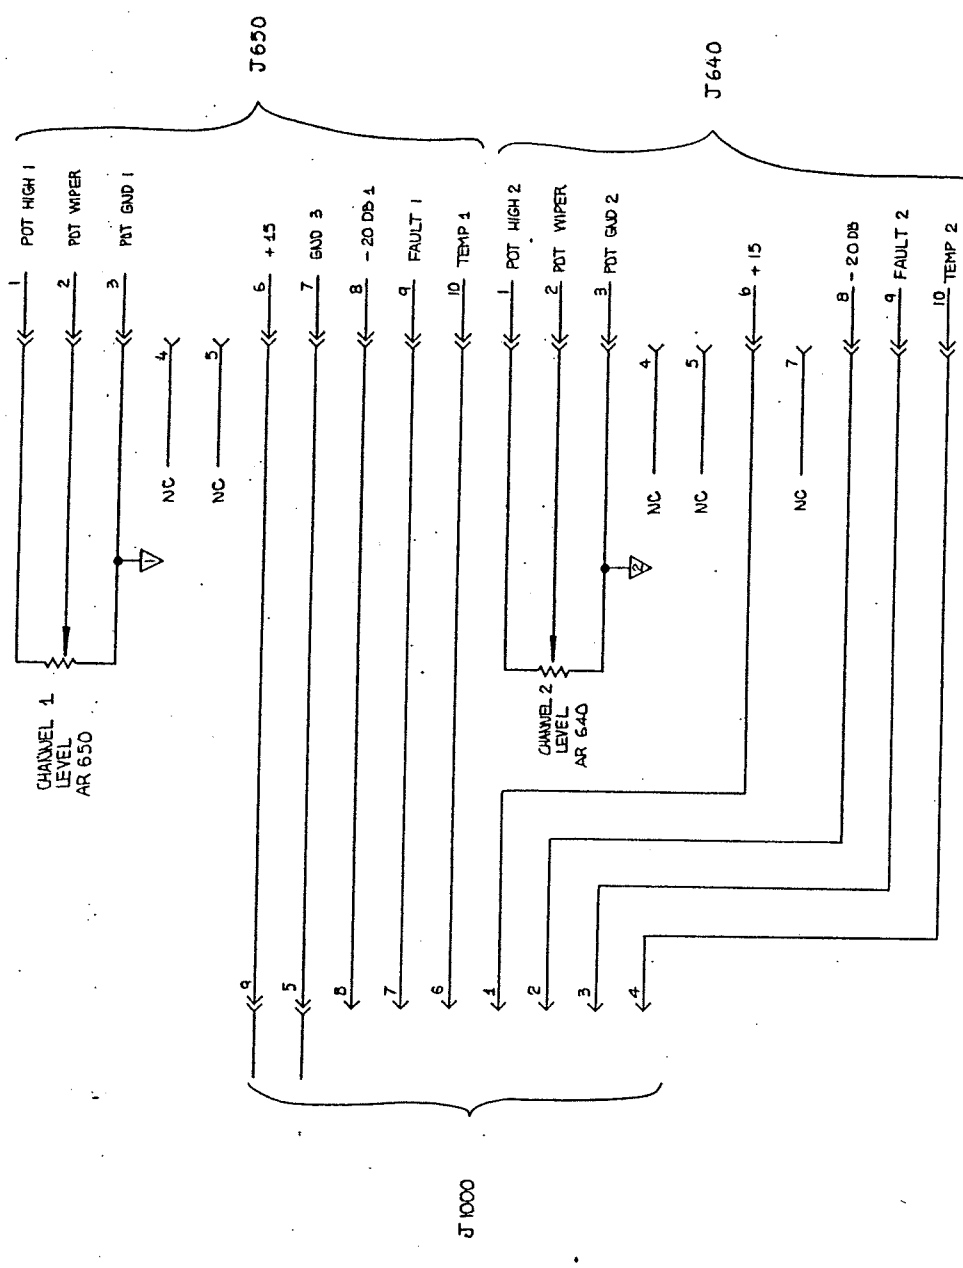 J650
1 POT HIGH 1
2 POT WIPER
3 POT GND 1
4 NC
5 NC
6 +15
7 GND 3
8 -20 DB 1
9 FAULT 1
10 TEMP 1
CHANNEL 1
LEVEL
AR 650
1
J640
1 POT HIGH 2
2 POT WIPER
3 POT GND 2
4 NC
5 NC
6 +15
7 NC
8 -20 DB
9 FAULT 2
10 TEMP 2
CHANNEL 2
LEVEL
AR 640
2
J1000
9
5
8
7
6
1
2
3
4